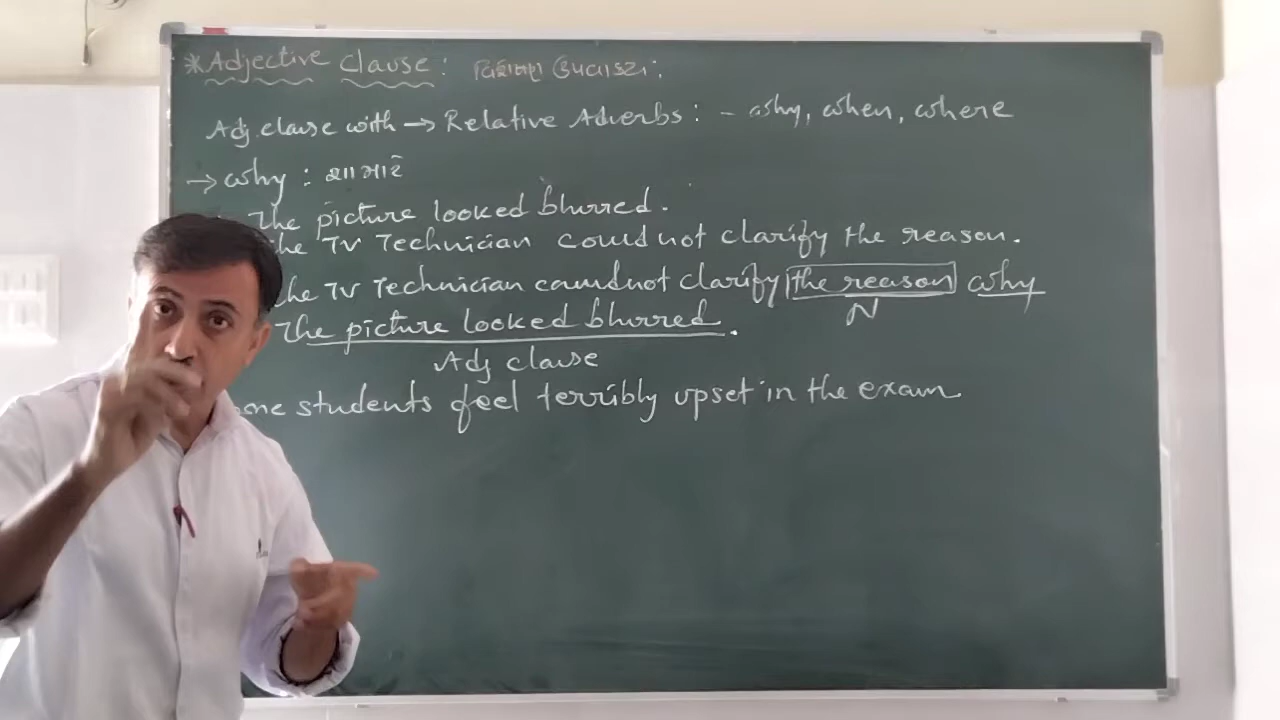 *Adjective clause: વિશેષણ ઉપવાક્ય:
Adj. clause with → Relative Adverbs: - why, when, where
→ why: શા માટે
The picture looked blurred.
The TV Technician could not clarify the reason.
The TV Technician could not clarify the reason why
N
The picture looked blurred.
Adj clause
students feel terribly upset in the exam